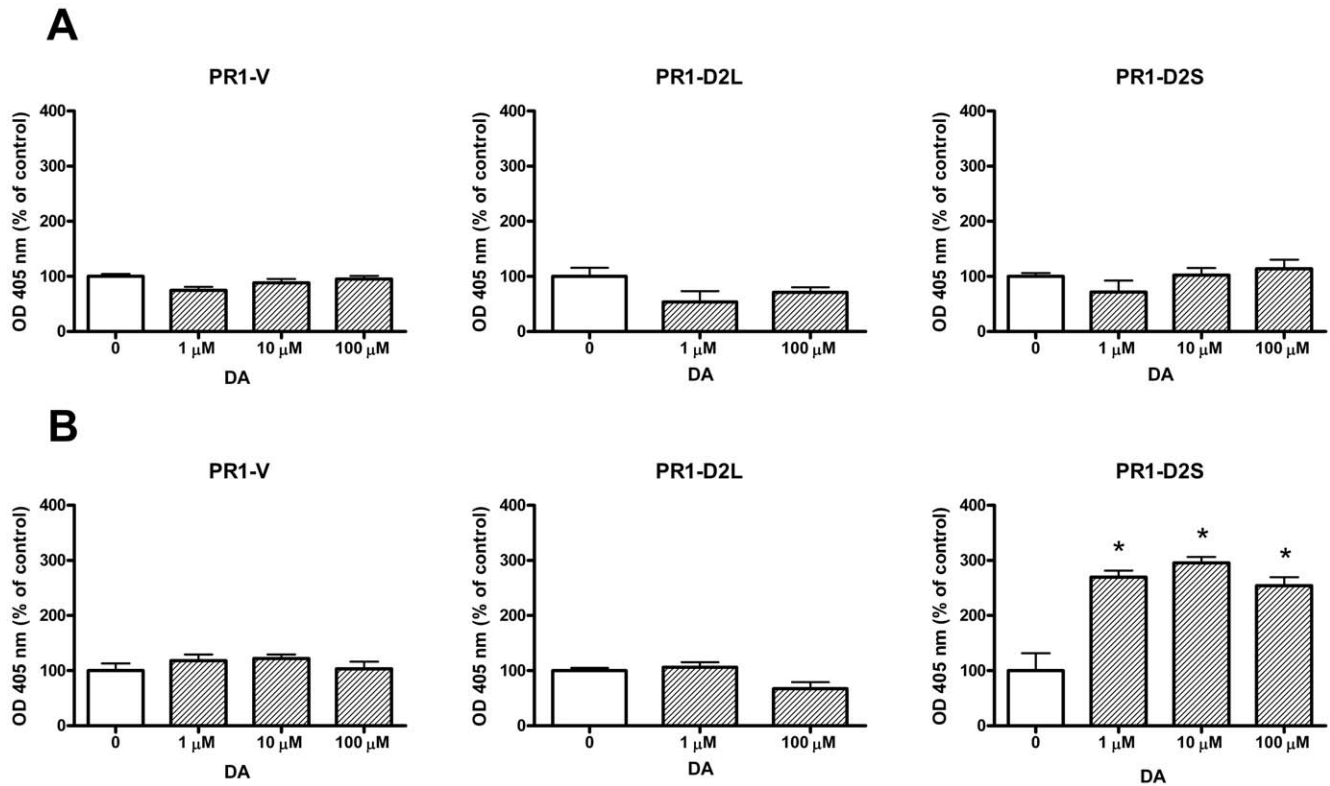 A
PR1-V
OD 405 nm (% of control)
400
300
200
100
0
0 1 μM 10 μM 100 μM
DA
PR1-D2L
OD 405 nm (% of control)
400
300
200
100
0
0 1 μM 100 μM
DA
PR1-D2S
OD 405 nm (% of control)
400
300
200
100
0
0 1 μM 10 μM 100 μM
DA
B
PR1-V
OD 405 nm (% of control)
400
300
200
100
0
0 1 μM 10 μM 100 μM
DA
PR1-D2L
OD 405 nm (% of control)
400
300
200
100
0
0 1 μM 100 μM
DA
PR1-D2S
OD 405 nm (% of control)
400
300
200
100
0
* * *
0 1 μM 10 μM 100 μM
DA